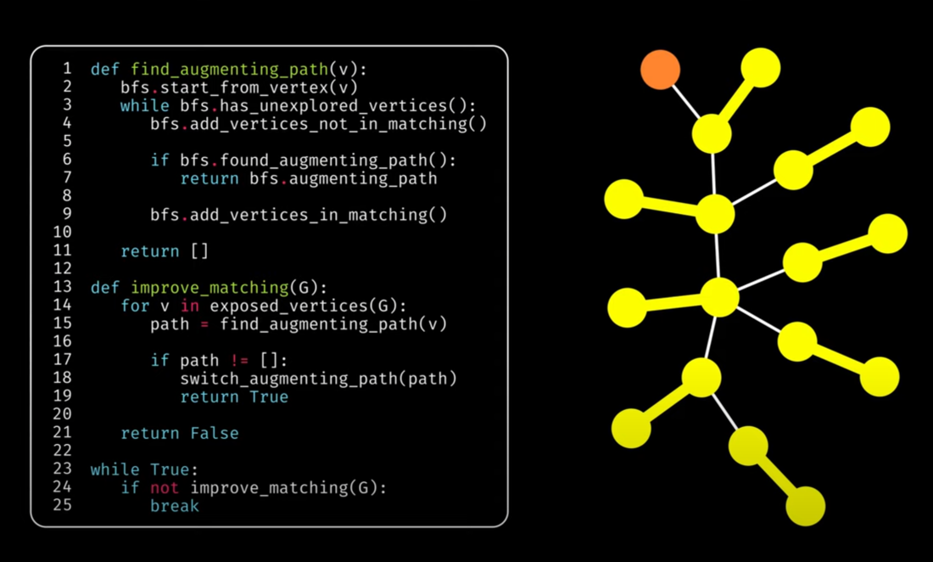 1 def find_augmenting_path(v):
2 bfs.start_from_vertex(v)
3 while bfs.has_unexplored_vertices():
4 bfs.add_vertices_not_in_matching()
5
6 if bfs.found_augmenting_path():
7 return bfs.augmenting_path
8
9 bfs.add_vertices_in_matching()
10
11 return []
12
13 def improve_matching(G):
14 for v in exposed_vertices(G):
15 path = find_augmenting_path(v)
16
17 if path != []:
18 switch_augmenting_path(path)
19 return True
20
21 return False
22
23 while True:
24 if not improve_matching(G):
25 break